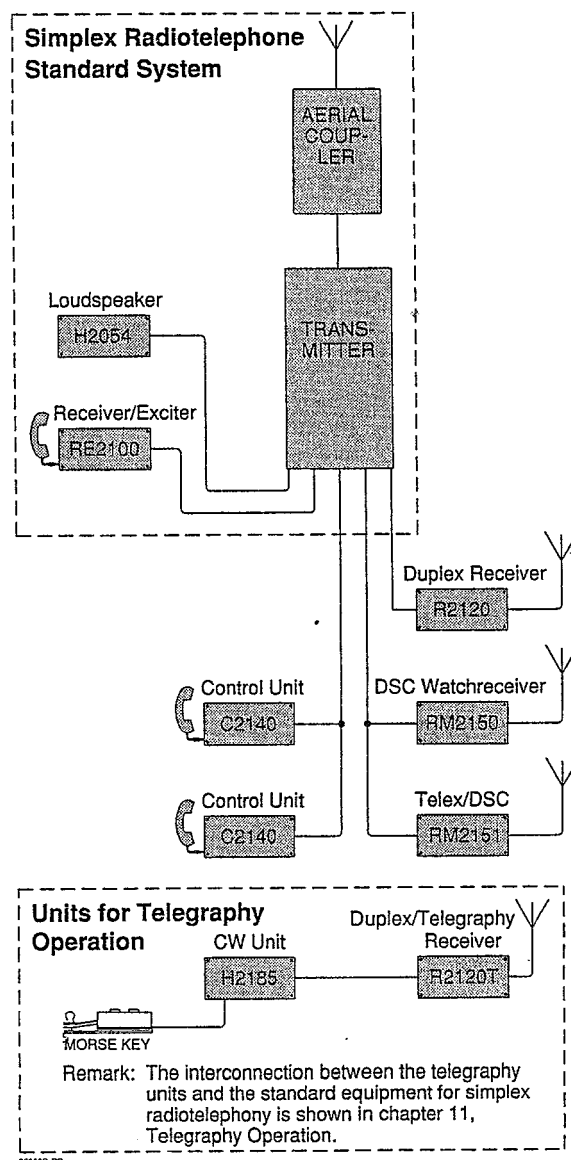 Simplex Radiotelephone
Standard System
AERIAL
COUP-
LER
Loudspeaker
H2054
TRANS-
MITTER
Receiver/Exciter
RE2100
Duplex Receiver
R2120
Control Unit
C2140
DSC Watchreceiver
RM2150
Control Unit
C2140
Telex/DSC
RM2151
Units for Telegraphy
Operation
CW Unit
H2185
Duplex/Telegraphy
Receiver
R2120T
MORSE KEY
Remark: The interconnection between the telegraphy
units and the standard equipment for simplex
radiotelephony is shown in chapter 11,
Telegraphy Operation.